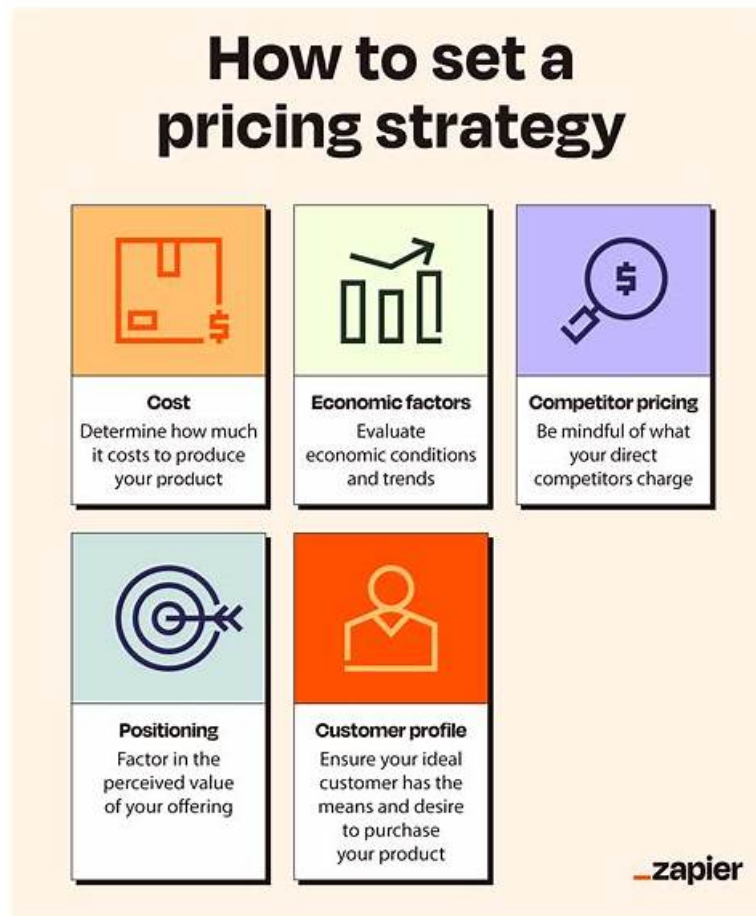 How to set a
pricing strategy
Cost
Determine how much
it costs to produce
your product
Economic factors
Evaluate
economic conditions
and trends
Competitor pricing
Be mindful of what
your direct
competitors charge
Positioning
Factor in the
perceived value
of your offering
Customer profile
Ensure your ideal
customer has the
means and desire
to purchase
your product
_zapier